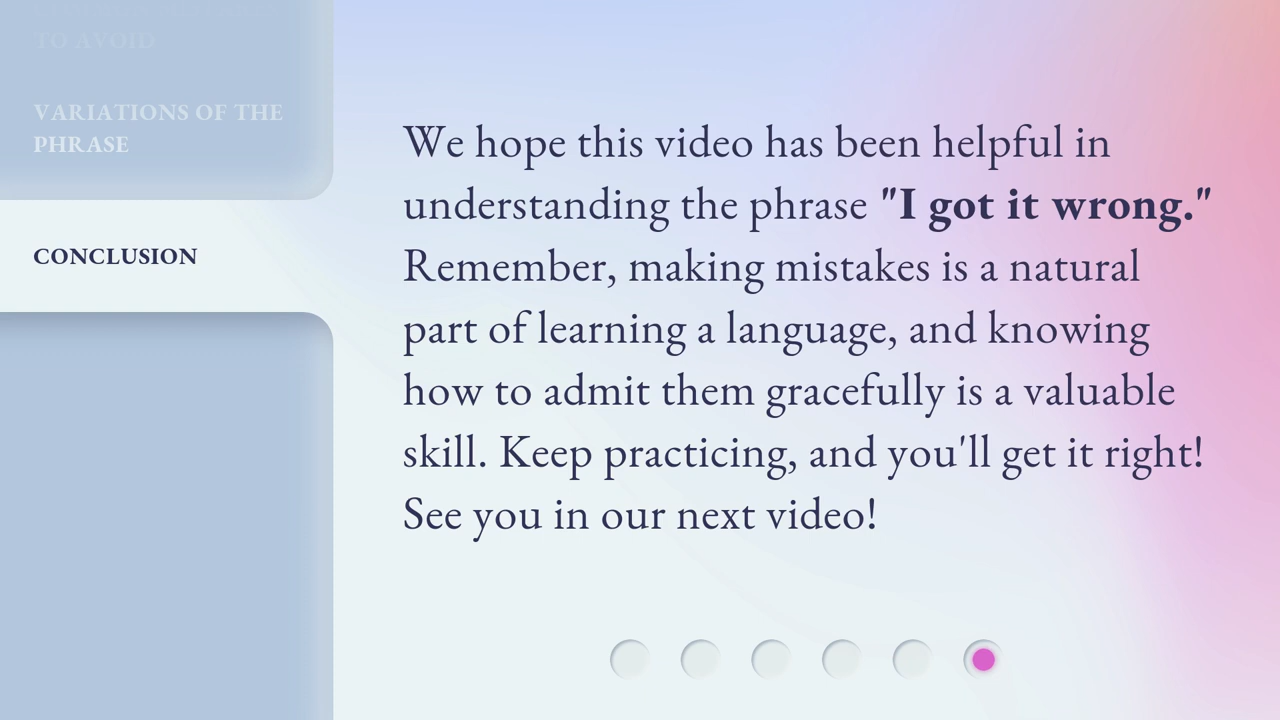 TO AVOID
VARIATIONS OF THE
PHRASE
CONCLUSION
We hope this video has been helpful in
understanding the phrase "I got it wrong."
Remember, making mistakes is a natural
part of learning a language, and knowing
how to admit them gracefully is a valuable
skill. Keep practicing, and you'll get it right!
See you in our next video!